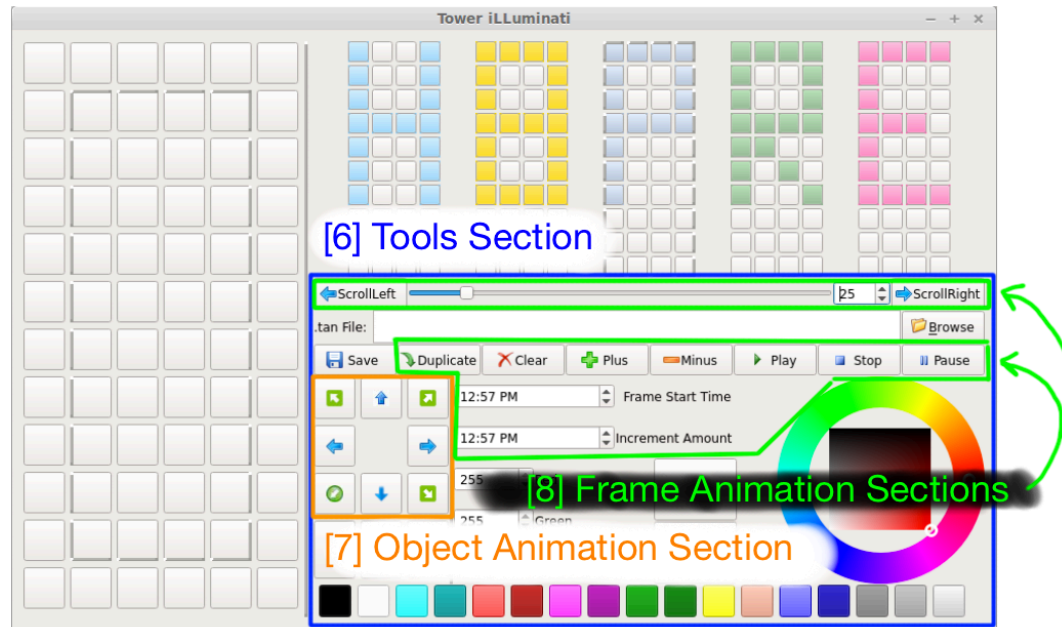 Tower iLLuminati
[6] Tools Section
ScrollLeft 25 ScrollRight
.tan File: Browse
Save Duplicate Clear Plus Minus Play Stop Pause
12:57 PM Frame Start Time
12:57 PM Increment Amount
255
[8] Frame Animation Sections
255 Green
[7] Object Animation Section